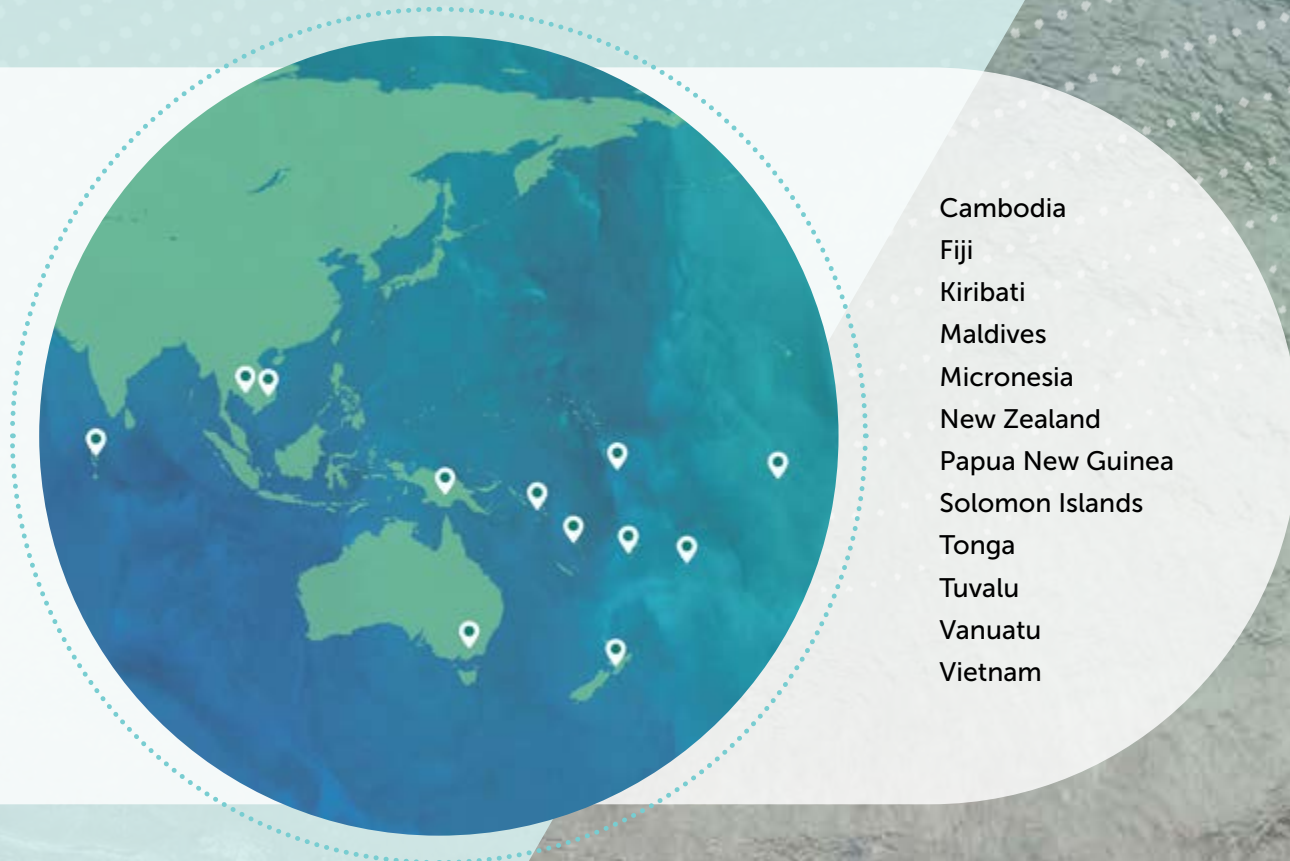 Cambodia
Fiji
Kiribati
Maldives
Micronesia
New Zealand
Papua New Guinea
Solomon Islands
Tonga
Tuvalu
Vanuatu
Vietnam